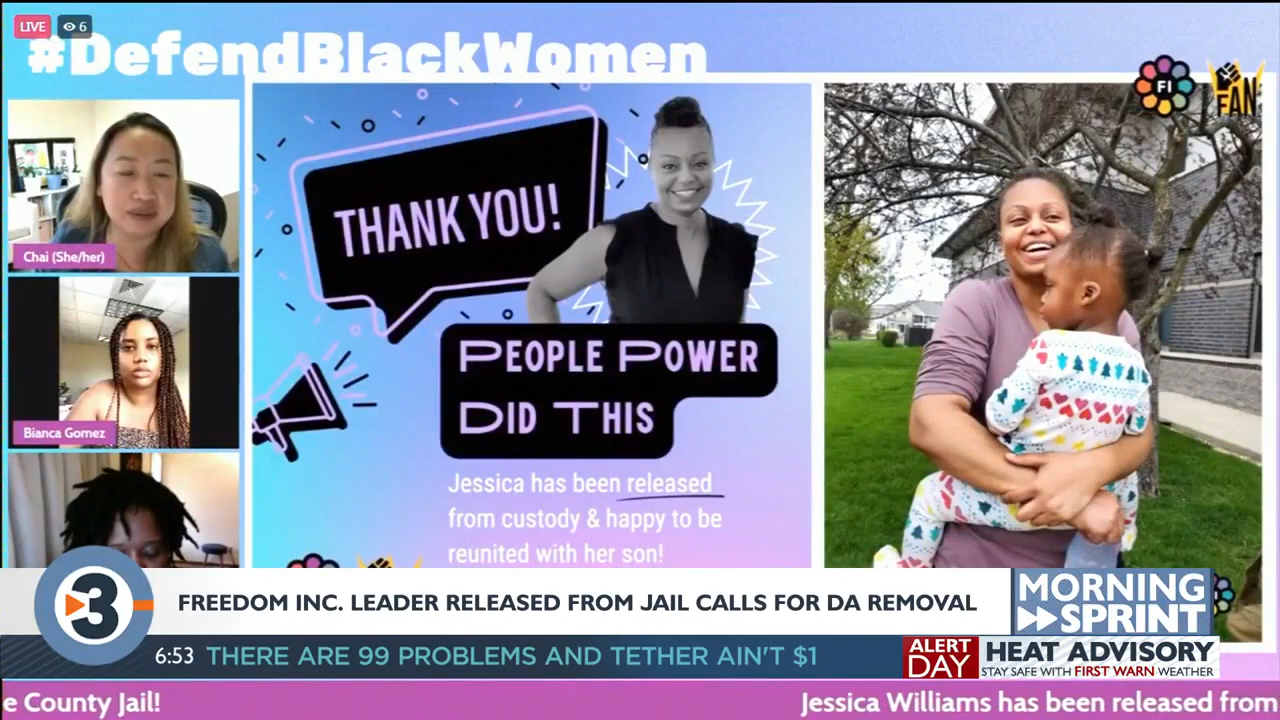 LIVE
6
#DefendBlackWomen
FI
FAN
Chai (She/her)
Bianca Gomez
THANK YOU!
PEOPLE POWER
DID THIS
Jessica has been released
from custody & happy to be
reunited with her son!
3
FREEDOM INC. LEADER RELEASED FROM JAIL CALLS FOR DA REMOVAL
MORNING
SPRINT
6:53
THERE ARE 99 PROBLEMS AND TETHER AIN'T $1
ALERT
DAY
HEAT ADVISORY
STAY SAFE WITH FIRST WARN WEATHER
e County Jail!
Jessica Williams has been released from